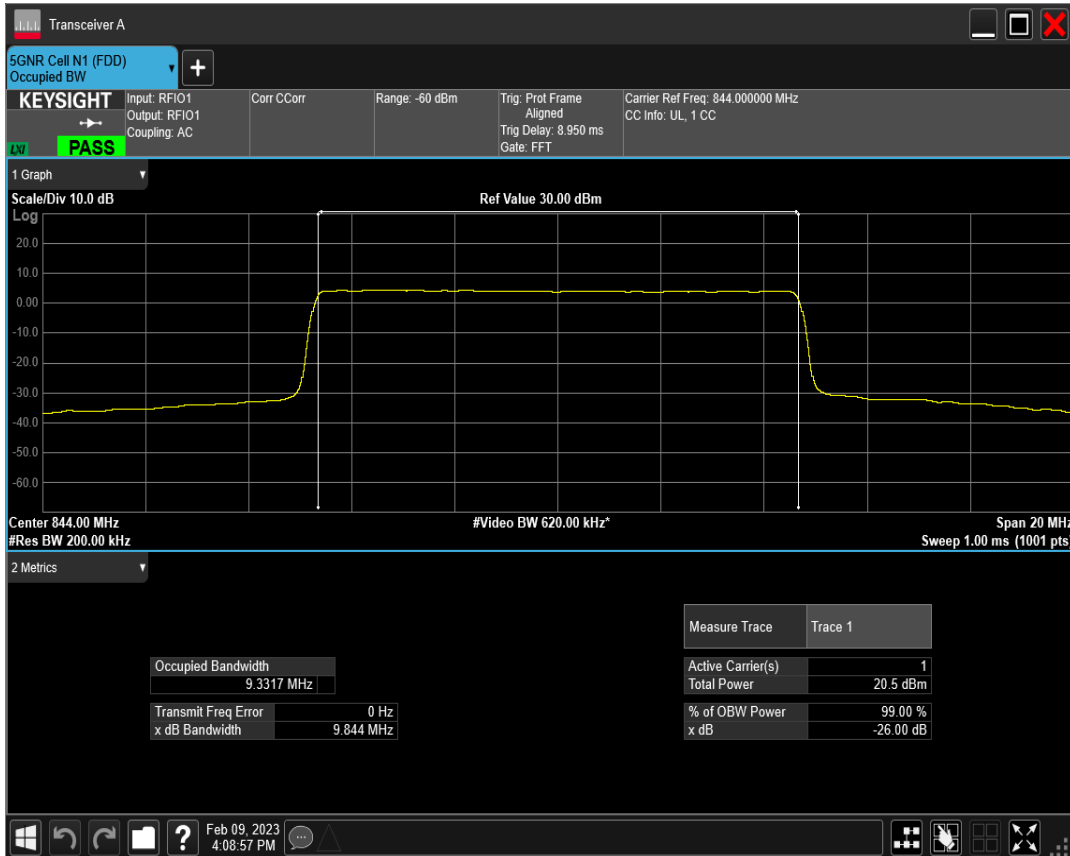 Transceiver A
5GNR Cell N1 (FDD)
Occupied BW
+
KEYSIGHT
LXI
PASS
Input: RFIO1
Output: RFIO1
Coupling: AC
Corr CCorr
Range: -60 dBm
Trig: Prot Frame
Aligned
Trig Delay: 8.950 ms
Gate: FFT
Carrier Ref Freq: 844.000000 MHz
CC Info: UL, 1 CC
1 Graph
Scale/Div 10.0 dB
Ref Value 30.00 dBm
Log
20.0
10.0
0.00
-10.0
-20.0
-30.0
-40.0
-50.0
-60.0
Center 844.00 MHz
#Video BW 620.00 kHz*
Span 20 MHz
#Res BW 200.00 kHz
Sweep 1.00 ms (1001 pts)
2 Metrics
Measure Trace Trace 1
Occupied Bandwidth
9.3317 MHz
Active Carrier(s) 1
Total Power 20.5 dBm
Transmit Freq Error 0 Hz
x dB Bandwidth 9.844 MHz
% of OBW Power 99.00 %
x dB -26.00 dB
?
Feb 09, 2023
4:08:57 PM